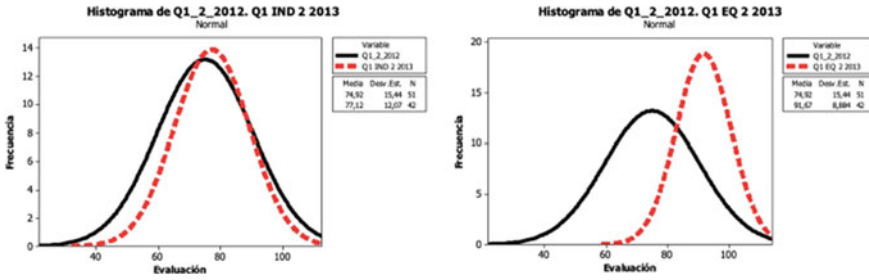 Histograma de Q1_2_2012. Q1 IND 2 2013
Normal
Variable
Q1_2_2012
Q1 IND 2 2013
Media Desv.Est. N
74,92 15,44 51
77,12 12,07 42
14
12
10
8
6
4
2
0
Frecuencia
40 60 80 100
Evaluación
Histograma de Q1_2_2012. Q1 EQ 2 2013
Normal
Variable
Q1_2_2012
Q1 EQ 2 2013
Media Desv.Est. N
74,92 15,44 51
91,67 8,884 42
20
15
10
5
0
Frecuencia
40 60 80 100
Evaluación